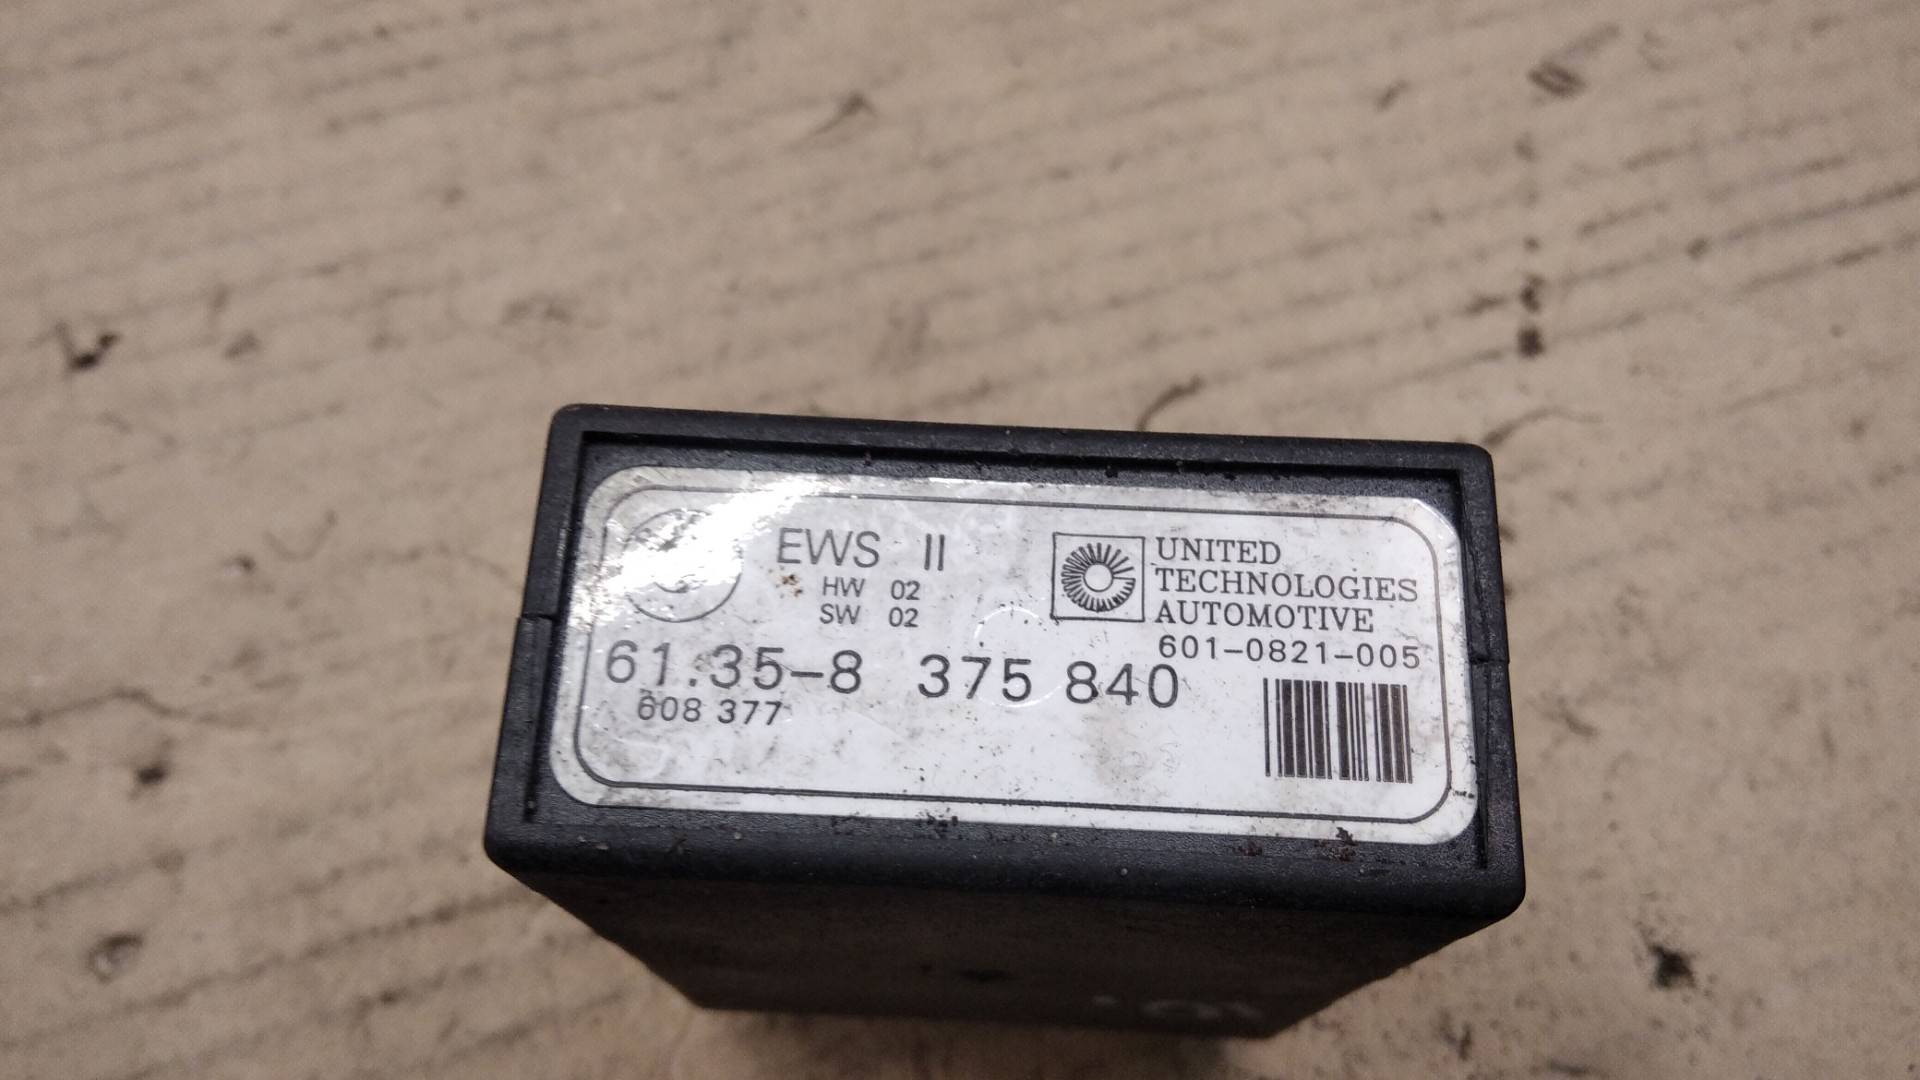 EWS II
HW 02
SW 02
UNITED
TECHNOLOGIES
AUTOMOTIVE
601-0821-005
61.35-8 375 840
608 377